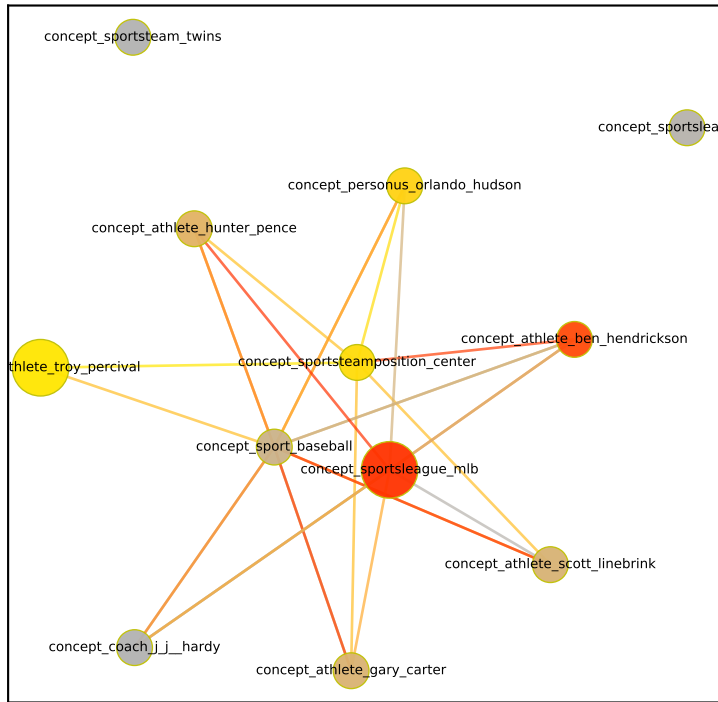 concept_sportsteam_twins
concept_sportslea
concept_personus_orlando_hudson
concept_athlete_hunter_pence
concept_athlete_ben_hendrickson
concept_sportsteamposition_center
thlete_troy_percival
concept_sport_baseball
concept_sportsleague_mlb
concept_athlete_scott_linebrink
concept_coach_j_j__hardy
concept_athlete_gary_carter